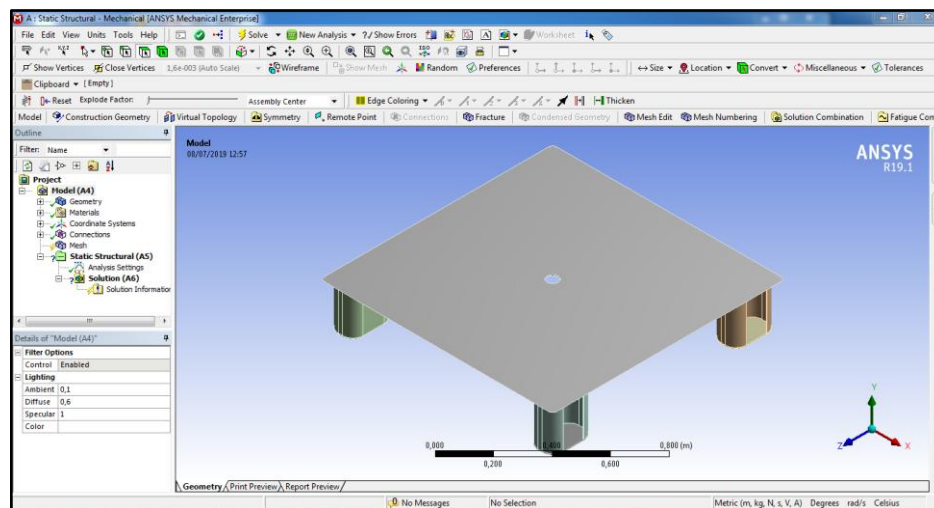 A : Static Structural - Mechanical [ANSYS Mechanical Enterprise]
File Edit View Units Tools Help Solve New Analysis ?/ Show Errors Worksheet
Show Vertices Close Vertices 1,6e-003 (Auto Scale) Wireframe Show Mesh Random Preferences Size Location Convert Miscellaneous Tolerances
Clipboard [Empty]
Reset Explode Factor: Assembly Center Edge Coloring Thicken
Model Construction Geometry Virtual Topology Symmetry Remote Point Connections Fracture Condensed Geometry Mesh Edit Mesh Numbering Solution Combination Fatigue Con
Outline
Filter: Name
Project
Model (A4)
Geometry
Materials
Coordinate Systems
Connections
Mesh
Static Structural (A5)
Analysis Settings
Solution (A6)
Solution Informatior
Details of "Model (A4)"
Filter Options
Control Enabled
Lighting
Ambient 0,1
Diffuse 0,6
Specular 1
Color
Model
08/07/2019 12:57
ANSYS
R19.1
0,000 0,400 0,800 (m)
0,200 0,600
Y
Z X
Geometry Print Preview Report Preview
No Messages No Selection Metric (m, kg, N, s, V, A) Degrees rad/s Celsius